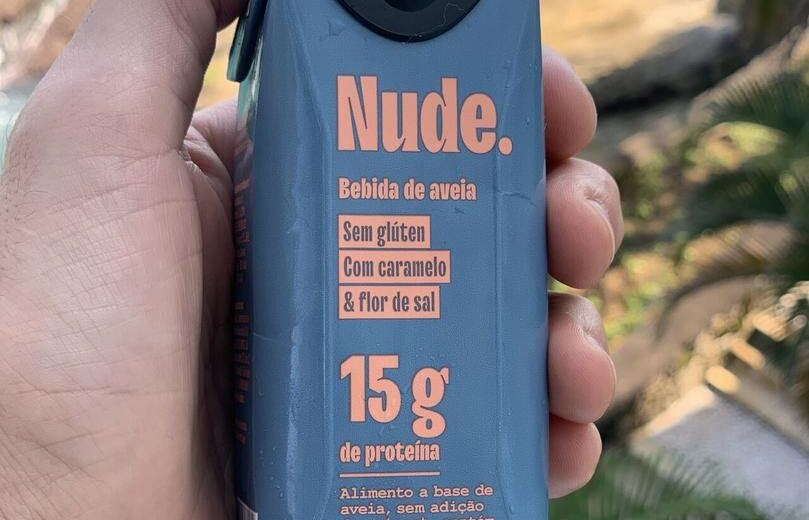 Nude.
Bebida de aveia
Sem glúten
Com caramelo
& flor de sal
15 g
de proteína
Alimento a base de
aveia, sem adição